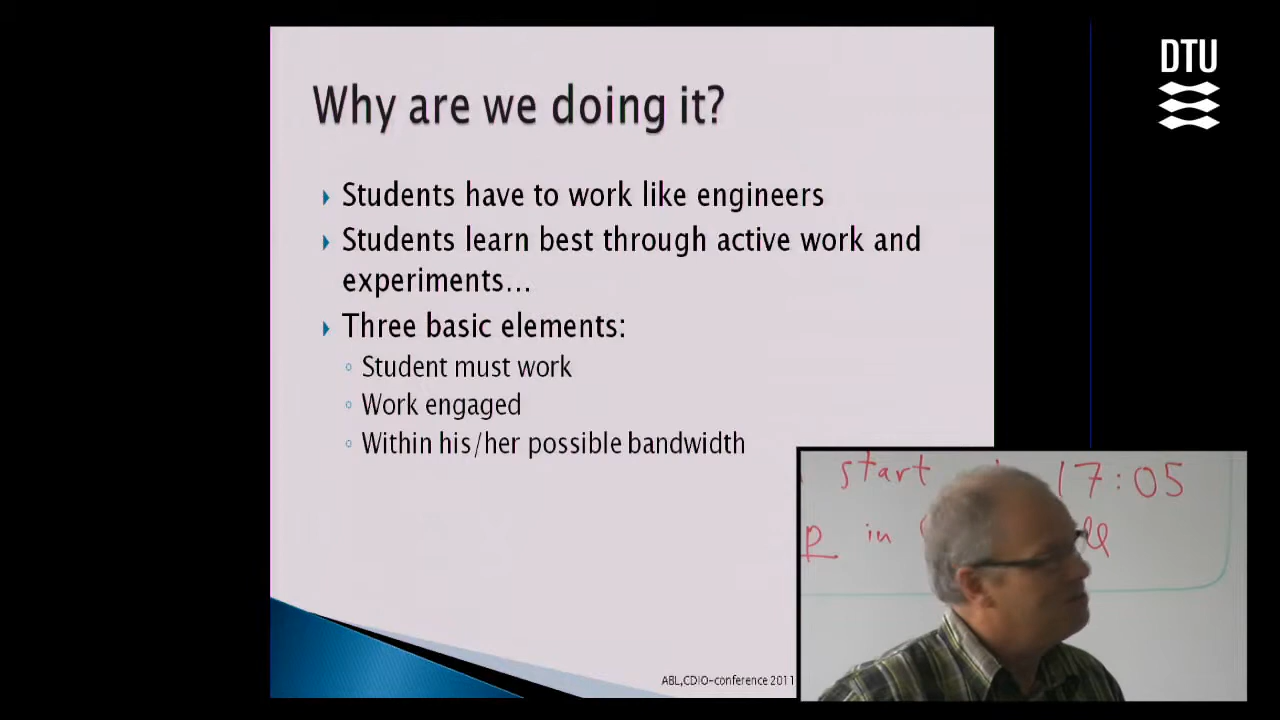 DTU
Why are we doing it?
Students have to work like engineers
Students learn best through active work and
experiments...
Three basic elements:
Student must work
Work engaged
Within his/her possible bandwidth
start 17:05
p in
ABL,CDIO-conference 2011